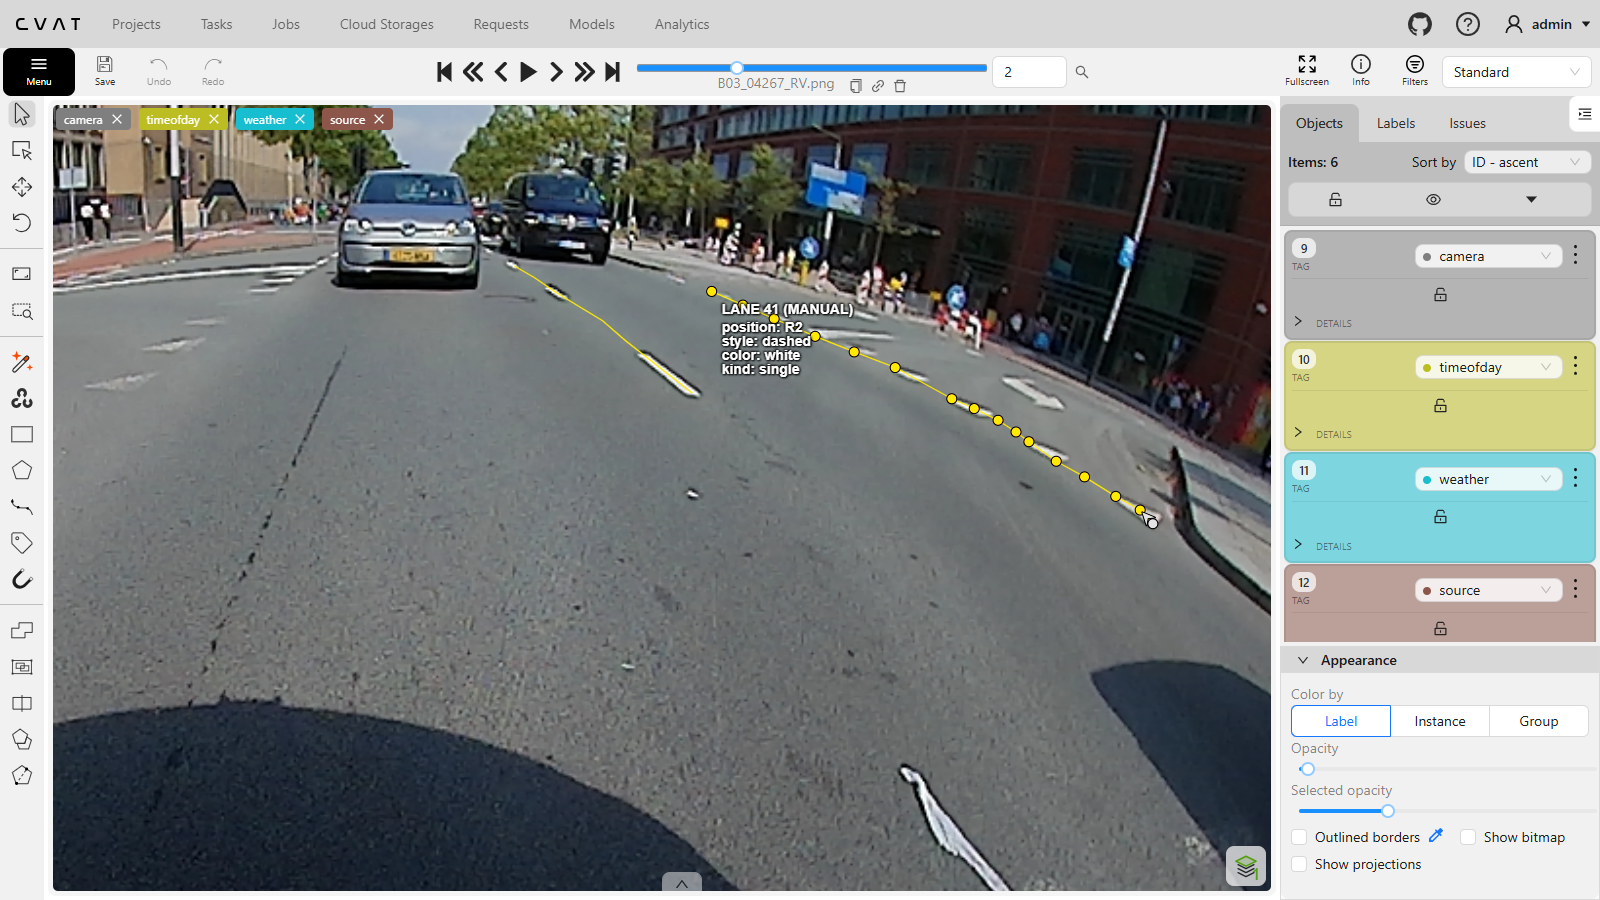 CVAT
Projects
Tasks
Jobs
Cloud Storages
Requests
Models
Analytics
admin
Menu
Save
Undo
Redo
B03_04267_RV.png
2
Fullscreen
Info
Filters
Standard
camera
timeofday
weather
source
LANE 41 (MANUAL)
position: R2
style: dashed
color: white
kind: single
Objects
Labels
Issues
Items: 6
Sort by
ID - ascent
9
TAG
camera
DETAILS
10
TAG
timeofday
DETAILS
11
TAG
weather
DETAILS
12
TAG
source
Appearance
Color by
Label
Instance
Group
Opacity
Selected opacity
Outlined borders
Show bitmap
Show projections
1